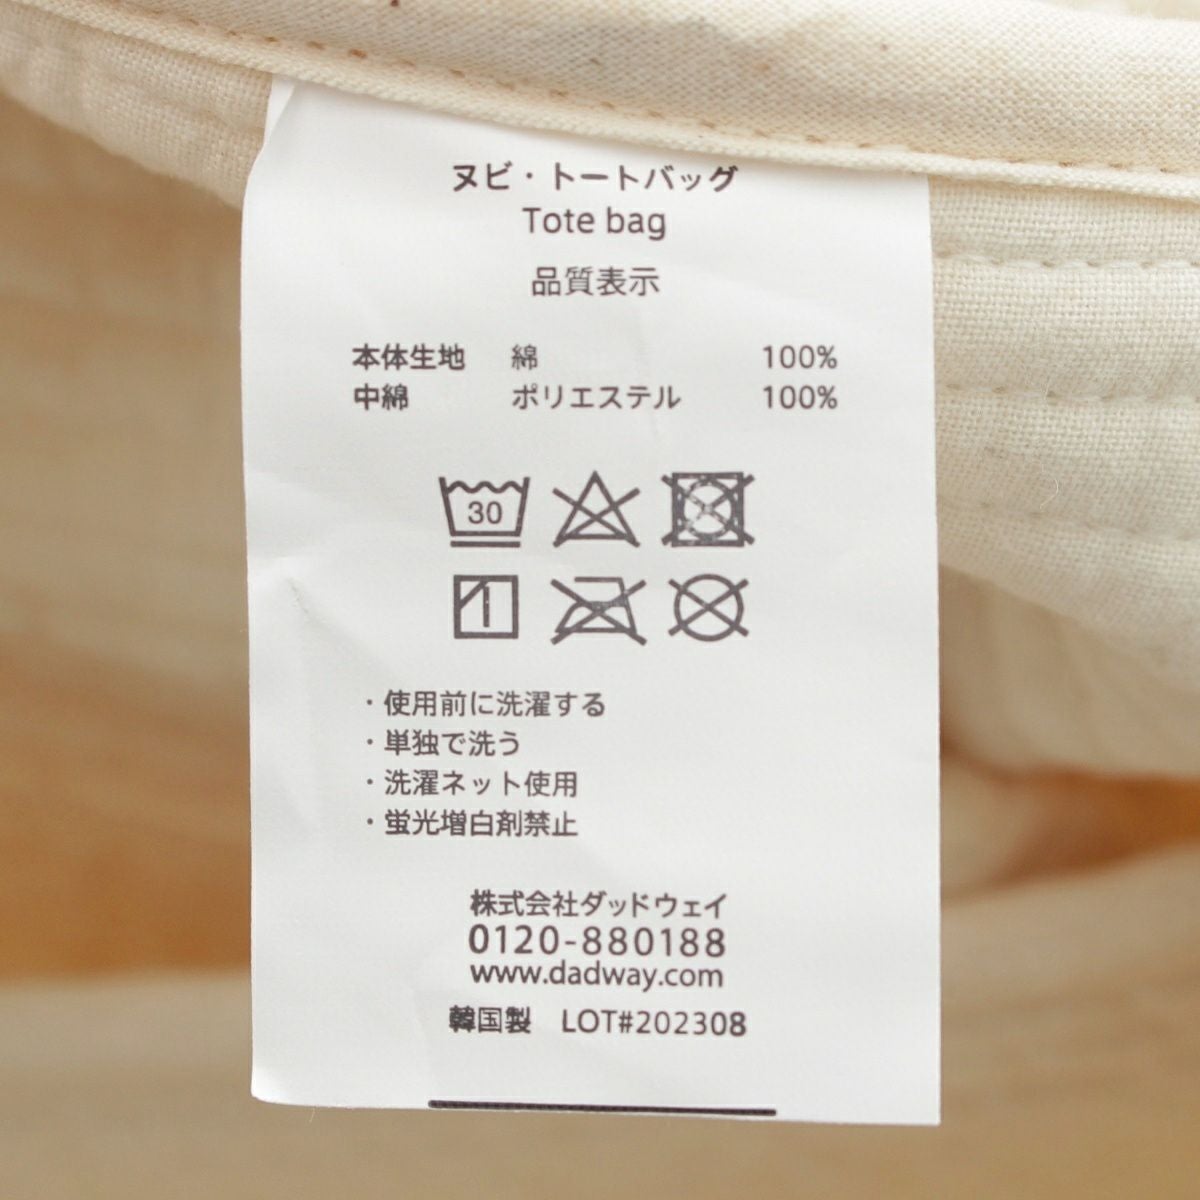 ヌビ・トートバッグ
Tote bag
品質表示
本体生地 綿 100%
中綿 ポリエステル 100%
30
・使用前に洗濯する
・単独で洗う
・洗濯ネット使用
・蛍光増白剤禁止
株式会社ダッドウェイ
0120-880188
www.dadway.com
韓国製 LOT#202308